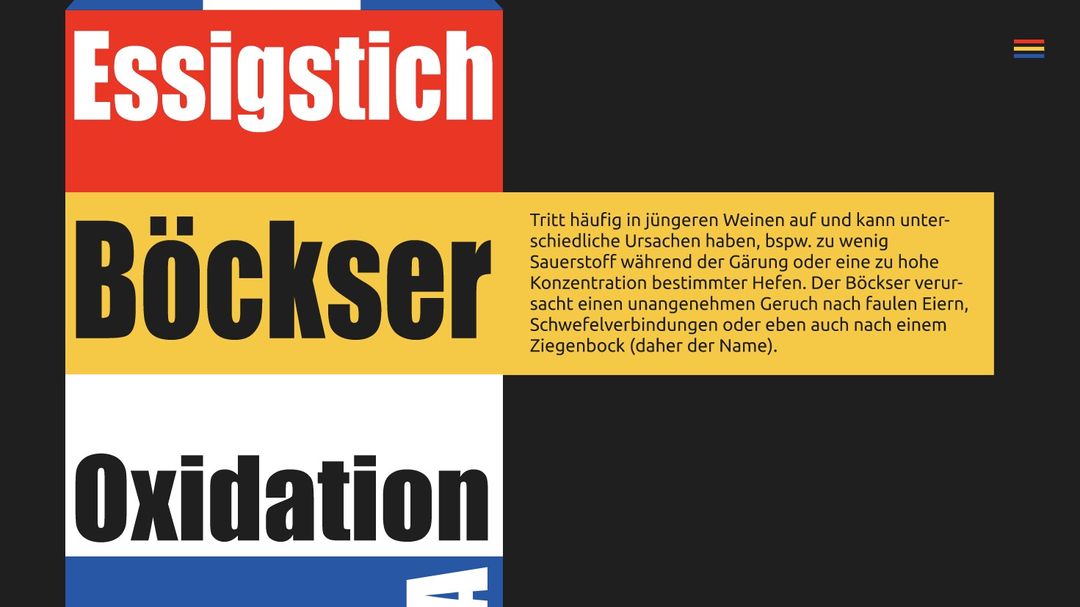 Essigstich
Böckser
Tritt häufig in jüngeren Weinen auf und kann unter-
schiedliche Ursachen haben, bspw. zu wenig
Sauerstoff während der Gärung oder eine zu hohe
Konzentration bestimmter Hefen. Der Böckser verur-
sacht einen unangenehmen Geruch nach faulen Eiern,
Schwefelverbindungen oder eben auch nach einem
Ziegenbock (daher der Name).
Oxidation
A